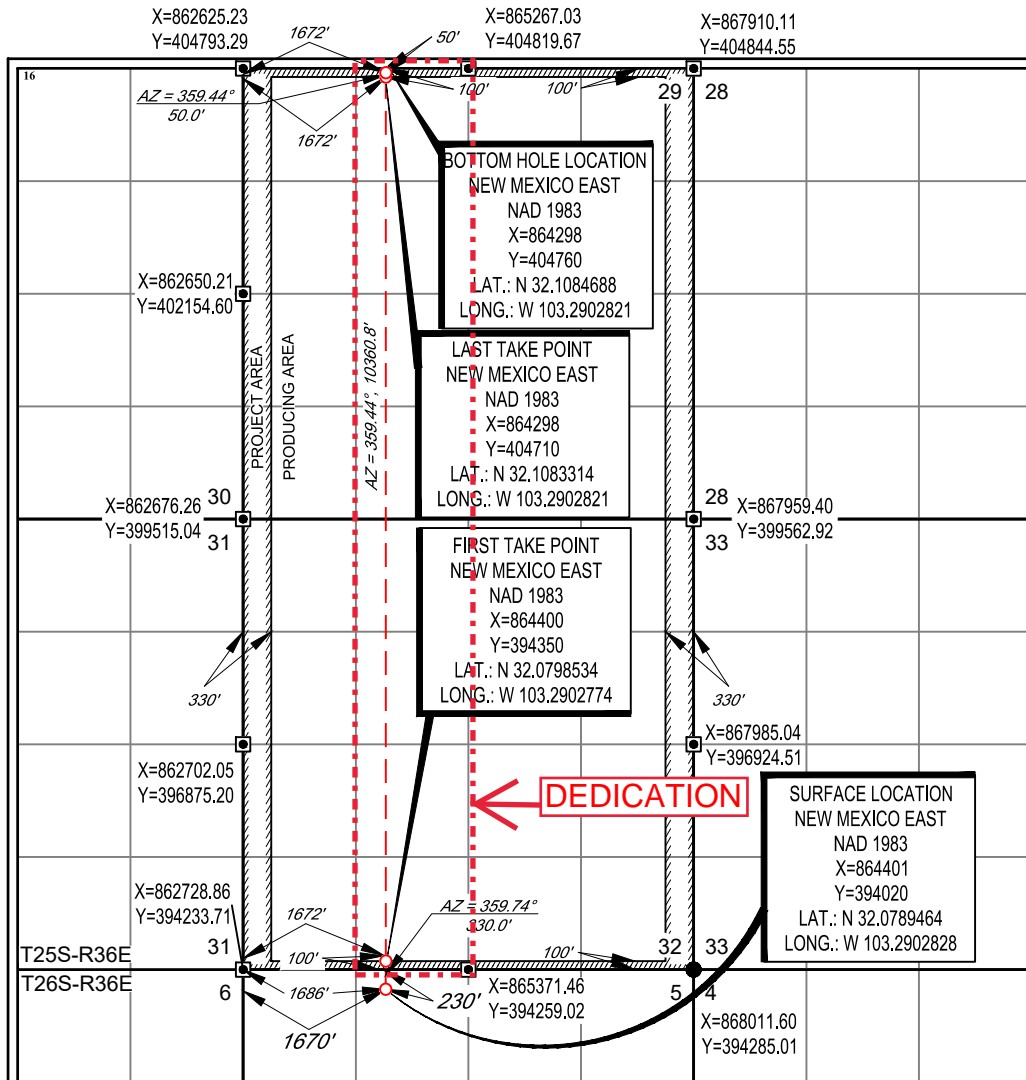 X=862625.23
Y=404793.29
1672'
50'
X=865267.03
Y=404819.67
X=867910.11
Y=404844.55
16
AZ = 359.44°
50.0'
1672'
100'
100'
29
28
BOTTOM HOLE LOCATION
NEW MEXICO EAST
NAD 1983
X=864298
Y=404760
LAT.: N 32.1084688
LONG.: W 103.2902821
X=862650.21
Y=402154.60
PROJECT AREA
PRODUCING AREA
AZ = 359.44°, 10360.8'
LAST TAKE POINT
NEW MEXICO EAST
NAD 1983
X=864298
Y=404710
LAT.: N 32.1083314
LONG.: W 103.2902821
X=862676.26
Y=399515.04
30
31
28
33
X=867959.40
Y=399562.92
FIRST TAKE POINT
NEW MEXICO EAST
NAD 1983
X=864400
Y=394350
LAT.: N 32.0798534
LONG.: W 103.2902774
330'
330'
X=862702.05
Y=396875.20
X=867985.04
Y=396924.51
DEDICATION
SURFACE LOCATION
NEW MEXICO EAST
NAD 1983
X=864401
Y=394020
LAT.: N 32.0789464
LONG.: W 103.2902828
X=862728.86
Y=394233.71
1672'
AZ = 359.74°
330.0'
T25S-R36E
31
100'
100'
32
33
T26S-R36E
6
1686'
230'
1670'
X=865371.46
Y=394259.02
5
4
X=868011.60
Y=394285.01